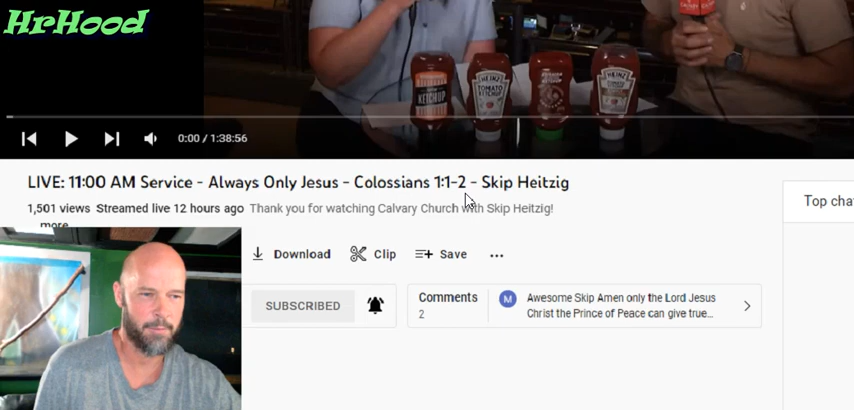 HrHood
KETCHUP
HEINZ
TOMATO
KETCHUP
HEINZ
TOMATO
KETCHUP
0:00 / 1:38:56
LIVE: 11:00 AM Service - Always Only Jesus - Colossians 1:1-2 - Skip Heitzig
1,501 views Streamed live 12 hours ago Thank you for watching Calvary Church with Skip Heitzig!
more
Top cha
Download Clip Save ...
SUBSCRIBED
Comments
2
M
Awesome Skip Amen only the Lord Jesus
Christ the Prince of Peace can give true...